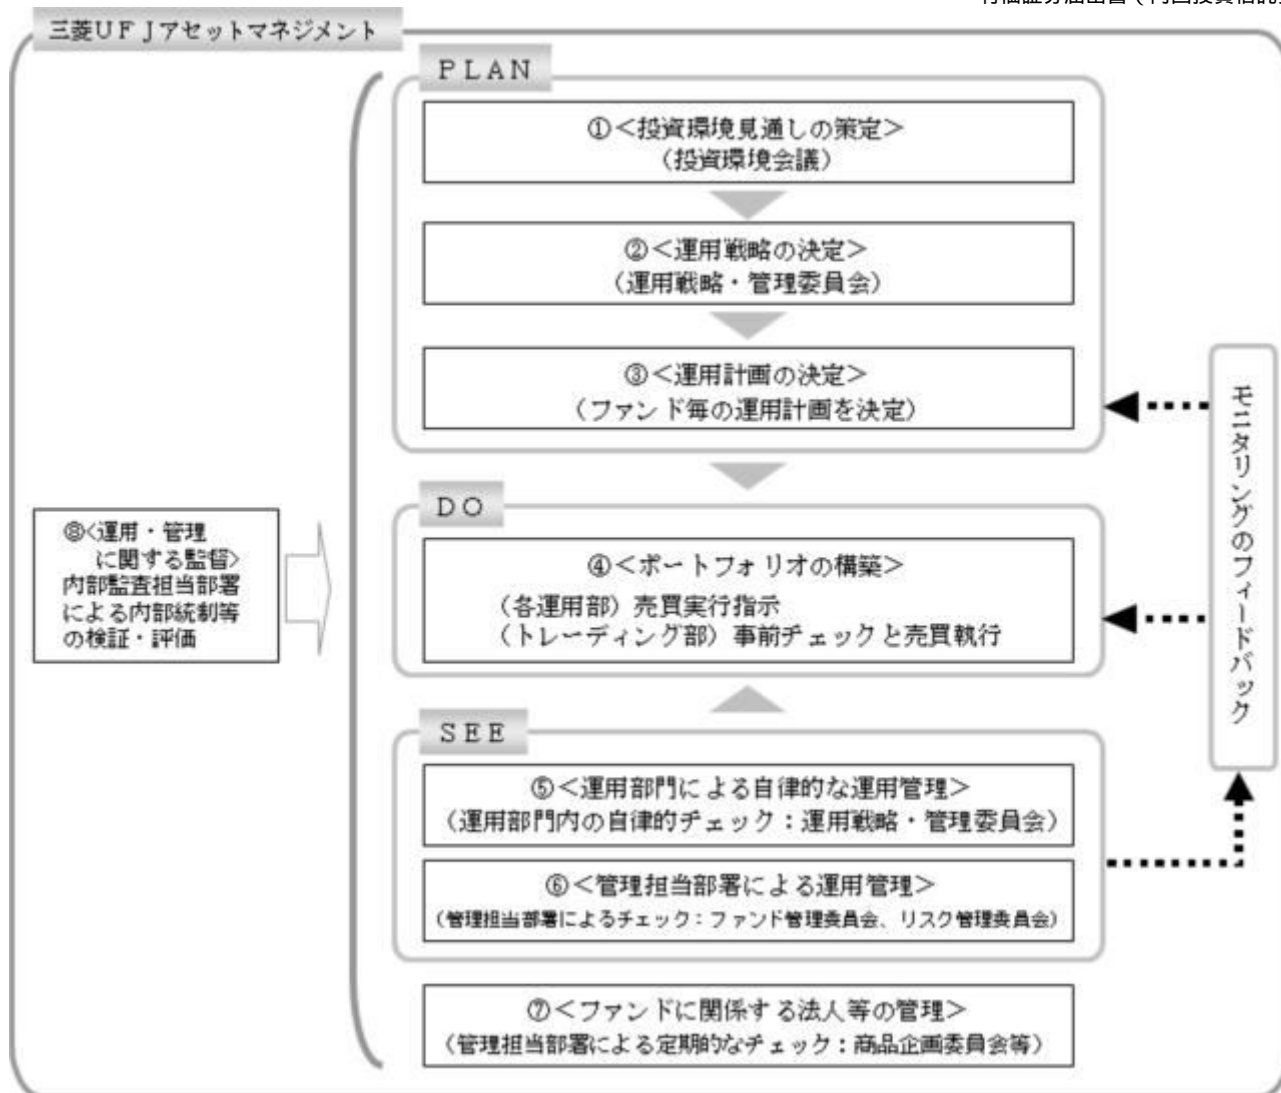 三菱ＵＦＪアセットマネジメント
ＰＬＡＮ
①＜投資環境見通しの策定＞
（投資環境会議）
②＜運用戦略の決定＞
（運用戦略・管理委員会）
③＜運用計画の決定＞
（ファンド毎の運用計画を決定）
ＤＯ
④＜ポートフォリオの構築＞
（各運用部）売買実行指示
（トレーディング部）事前チェックと売買執行
ＳＥＥ
⑤＜運用部門による自律的な運用管理＞
（運用部門内の自律的チェック：運用戦略・管理委員会）
⑥＜管理担当部署による運用管理＞
（管理担当部署によるチェック：ファンド管理委員会、リスク管理委員会）
⑦＜ファンドに関係する法人等の管理＞
（管理担当部署による定期的なチェック：商品企画委員会等）
⑧＜運用・管理
に関する監督＞
内部監査担当部署
による内部統制等
の検証・評価
モニタリングのフィードバック